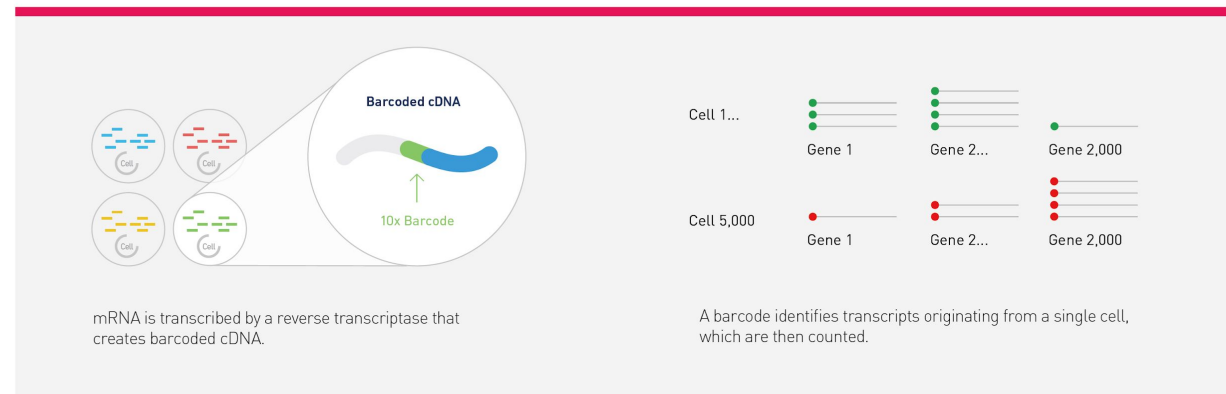 Barcoded cDNA
10x Barcode
Cell
Cell
Cell
Cell
mRNA is transcribed by a reverse transcriptase that
creates barcoded cDNA.
Cell 1...
Gene 1
Gene 2...
Gene 2,000
Cell 5,000
Gene 1
Gene 2...
Gene 2,000
A barcode identifies transcripts originating from a single cell,
which are then counted.